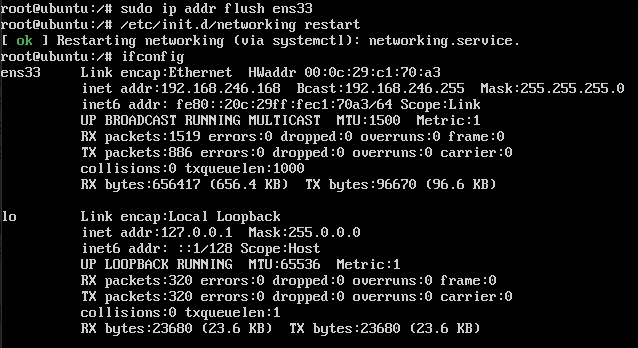 root@ubuntu:/# sudo ip addr flush ens33
root@ubuntu:/# /etc/init.d/networking restart
[ ok ] Restarting networking (via systemctl): networking.service.
root@ubuntu:/# ifconfig
ens33     Link encap:Ethernet  HWaddr 00:0c:29:c1:70:a3
          inet addr:192.168.246.168  Bcast:192.168.246.255  Mask:255.255.255.0
          inet6 addr: fe80::20c:29ff:fec1:70a3/64 Scope:Link
          UP BROADCAST RUNNING MULTICAST  MTU:1500  Metric:1
          RX packets:1519 errors:0 dropped:0 overruns:0 frame:0
          TX packets:886 errors:0 dropped:0 overruns:0 carrier:0
          collisions:0 txqueuelen:1000
          RX bytes:656417 (656.4 KB)  TX bytes:96670 (96.6 KB)
lo        Link encap:Local Loopback
          inet addr:127.0.0.1  Mask:255.0.0.0
          inet6 addr: ::1/128 Scope:Host
          UP LOOPBACK RUNNING  MTU:65536  Metric:1
          RX packets:320 errors:0 dropped:0 overruns:0 frame:0
          TX packets:320 errors:0 dropped:0 overruns:0 carrier:0
          collisions:0 txqueuelen:1
          RX bytes:23680 (23.6 KB)  TX bytes:23680 (23.6 KB)